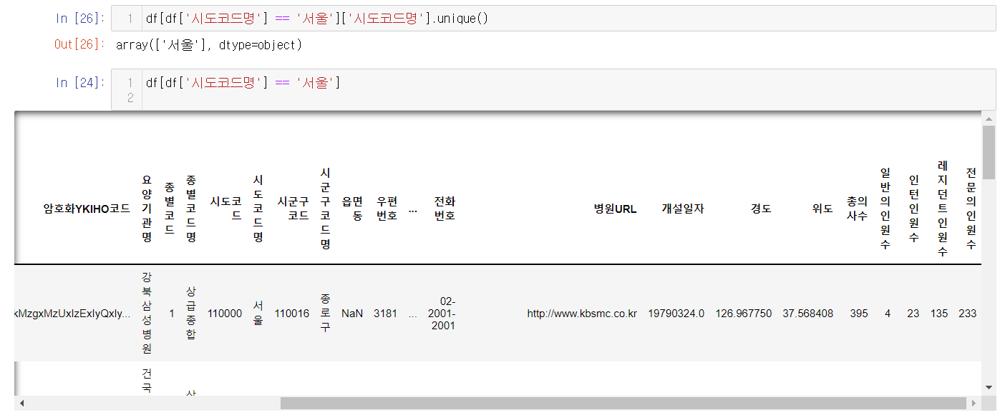 In [26]: 1 df[df['시도코드명'] == '서울']['시도코드명'].unique()
Out[26]: array(['서울'], dtype=object)
In [24]: 1 df[df['시도코드명'] == '서울']
2
암호화YKIHO코드 요양기관명 종별코드 종별코드명 시도코드 시도코드명 시군구코드 시군구코드명 읍면동 우편번호 ... 전화번호 병원URL 개설일자 경도 위도 총의사수 일반의인원수 인턴인원수 레지던트인원수 전문의인원수
kMzgxMzUxIzExIyQxIy... 강북삼성병원 1 상급종합 110000 서울 110016 종로구 NaN 3181 ... 02-2001-2001 http://www.kbsmc.co.kr 19790324.0 126.967750 37.568408 395 4 23 135 233
건국